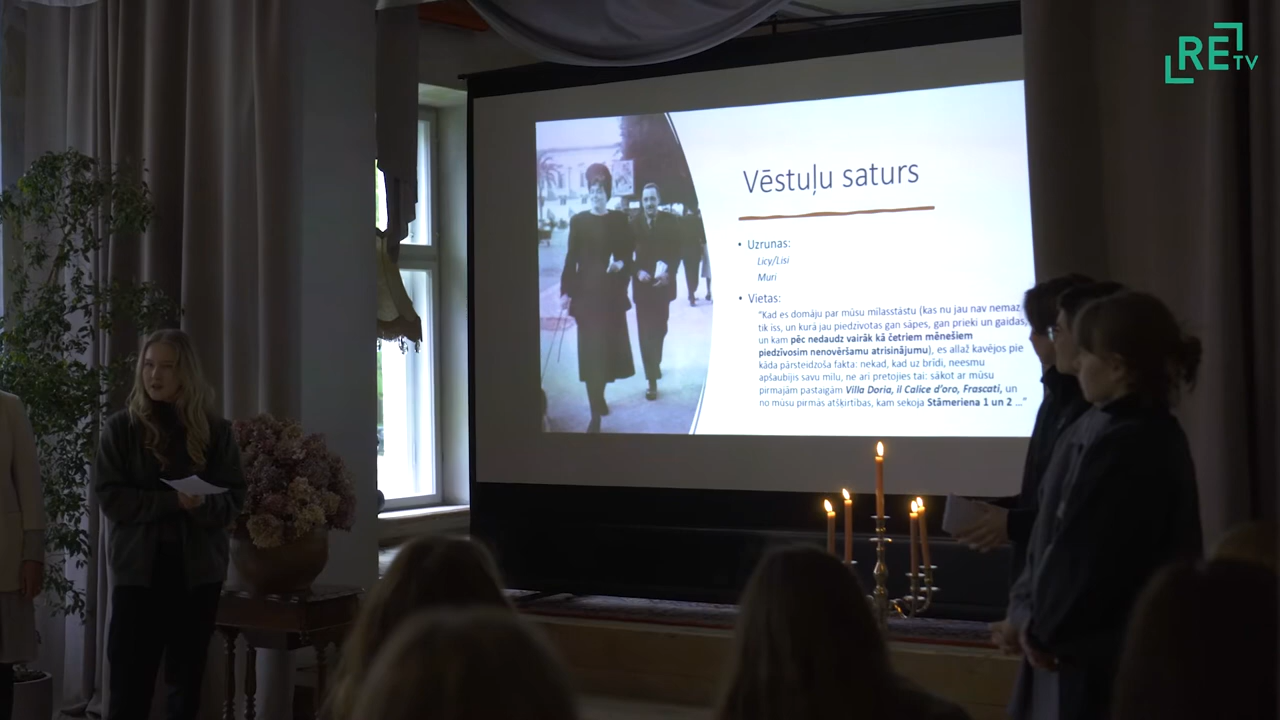 RE TV
Vēstuļu saturs
• Uzrunas:
Licy/Lisi
Muri
• Vietas:
"Kad es domāju par mūsu mīlasstāstu (kas nu jau nav nemaz
tik īss, un kurā jau piedzīvotas gan sāpes, gan prieki un gaidas,
un kam pēc nedaudz vairāk kā četriem mēnešiem
piedzīvosim nenovēršamu atrisinājumu), es allaž kavējos pie
kāda pārsteidzoša fakta: nekad, kad uz brīdi, neesmu
apšaubījis savu mīlu, ne arī pretojies tai: sākot ar mūsu
pirmajām pastaigām Villa Doria, il Calice d'oro, Frascati, un
no mūsu pirmās atšķirtības, kam sekoja Stāmeriena 1 un 2 ..."